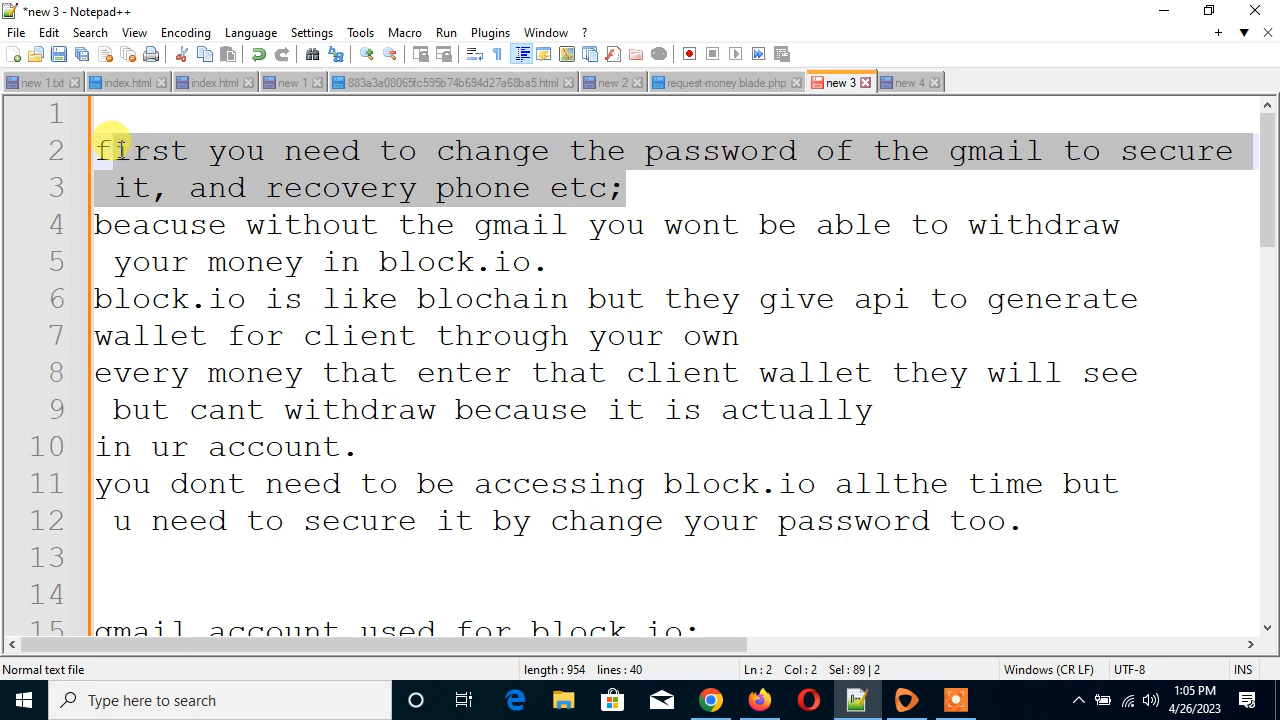 *new 3 - Notepad++
File Edit Search View Encoding Language Settings Tools Macro Run Plugins Window ?
new 1.txt index.html index.html new 1 883a3a08065fc595b74b694d27a68ba5.html new 2 request-money.blade.php new 3 new 4
1
2 first you need to change the password of the gmail to secure
3 it, and recovery phone etc;
4 beacuse without the gmail you wont be able to withdraw
5 your money in block.io.
6 block.io is like blochain but they give api to generate
7 wallet for client through your own
8 every money that enter that client wallet they will see
9 but cant withdraw because it is actually
10 in ur account.
11 you dont need to be accessing block.io allthe time but
12 u need to secure it by change your password too.
13
14
15 gmail account used for block.io:
Normal text file length : 954 lines : 40 Ln : 2 Col : 2 Sel : 89 | 2 Windows (CR LF) UTF-8 INS
Type here to search
1:05 PM
4/26/2023